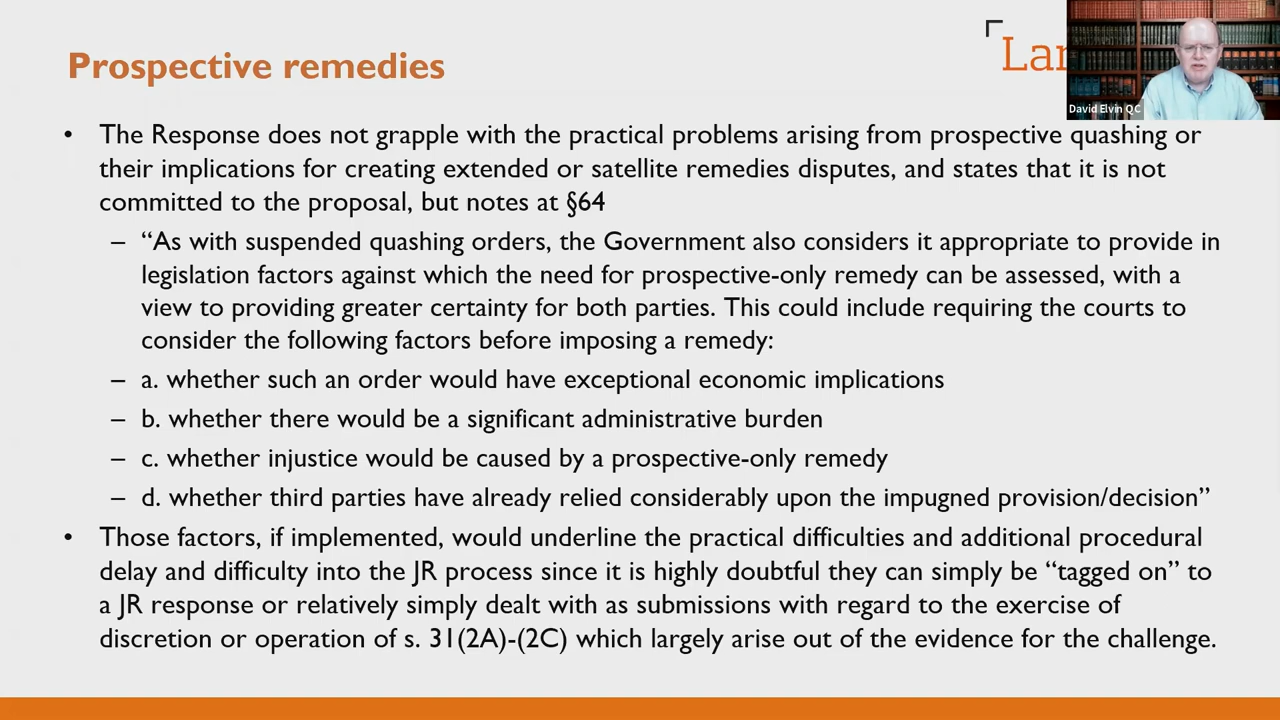 Prospective remedies
Lan
David Elvin QC
• The Response does not grapple with the practical problems arising from prospective quashing or
their implications for creating extended or satellite remedies disputes, and states that it is not
committed to the proposal, but notes at §64
– “As with suspended quashing orders, the Government also considers it appropriate to provide in
legislation factors against which the need for prospective-only remedy can be assessed, with a
view to providing greater certainty for both parties. This could include requiring the courts to
consider the following factors before imposing a remedy:
– a. whether such an order would have exceptional economic implications
– b. whether there would be a significant administrative burden
– c. whether injustice would be caused by a prospective-only remedy
– d. whether third parties have already relied considerably upon the impugned provision/decision”
• Those factors, if implemented, would underline the practical difficulties and additional procedural
delay and difficulty into the JR process since it is highly doubtful they can simply be “tagged on” to
a JR response or relatively simply dealt with as submissions with regard to the exercise of
discretion or operation of s. 31(2A)-(2C) which largely arise out of the evidence for the challenge.